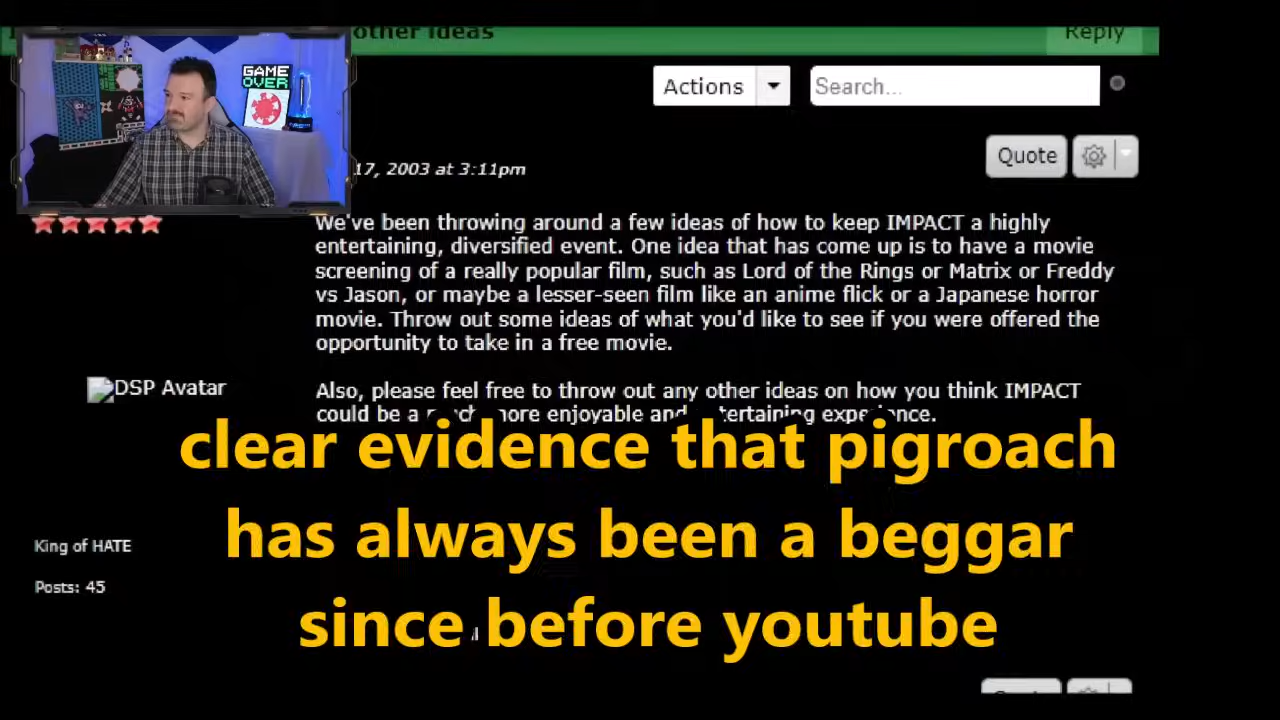 other ideas
Reply
Actions
Search...
GAME
OVER
17, 2003 at 3:11pm
Quote
We've been throwing around a few ideas of how to keep IMPACT a highly
entertaining, diversified event. One idea that has come up is to have a movie
screening of a really popular film, such as Lord of the Rings or Matrix or Freddy
vs Jason, or maybe a lesser-seen film like an anime flick or a Japanese horror
movie. Throw out some ideas of what you'd like to see if you were offered the
opportunity to take in a free movie.
DSP Avatar
Also, please feel free to throw out any other ideas on how you think IMPACT
could be a much more enjoyable and entertaining experience.
clear evidence that pigroach
has always been a beggar
since before youtube
King of HATE
Posts: 45